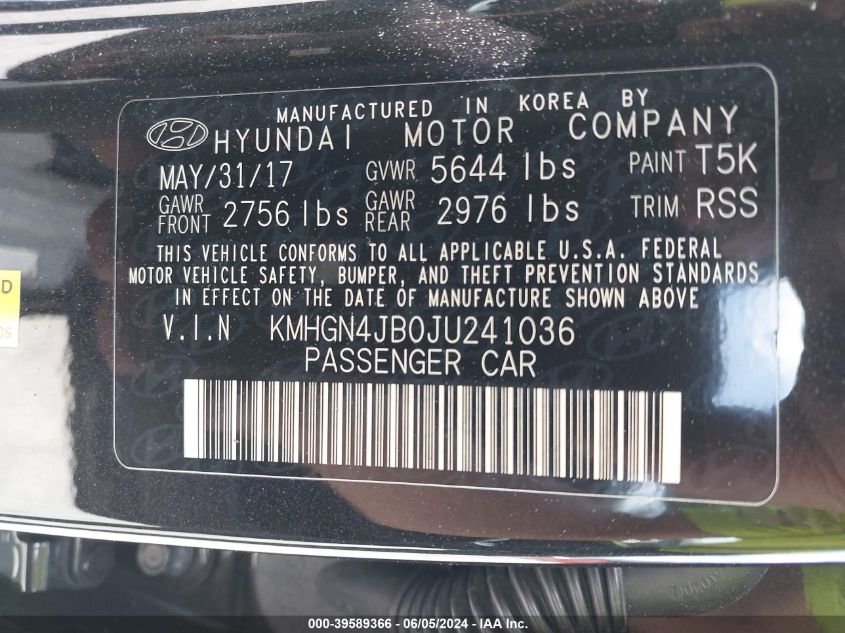 MANUFACTURED IN KOREA BY
HYUNDAI MOTOR COMPANY
MAY/31/17 GVWR 5644 lbs PAINT T5K
GAWR FRONT 2756 lbs GAWR REAR 2976 lbs TRIM RSS
THIS VEHICLE CONFORMS TO ALL APPLICABLE U.S.A. FEDERAL
MOTOR VEHICLE SAFETY, BUMPER, AND THEFT PREVENTION STANDARDS
IN EFFECT ON THE DATE OF MANUFACTURE SHOWN ABOVE
V.I.N KMHGN4JB0JU241036
PASSENGER CAR
000-39589366 - 06/05/2024 - IAA Inc.